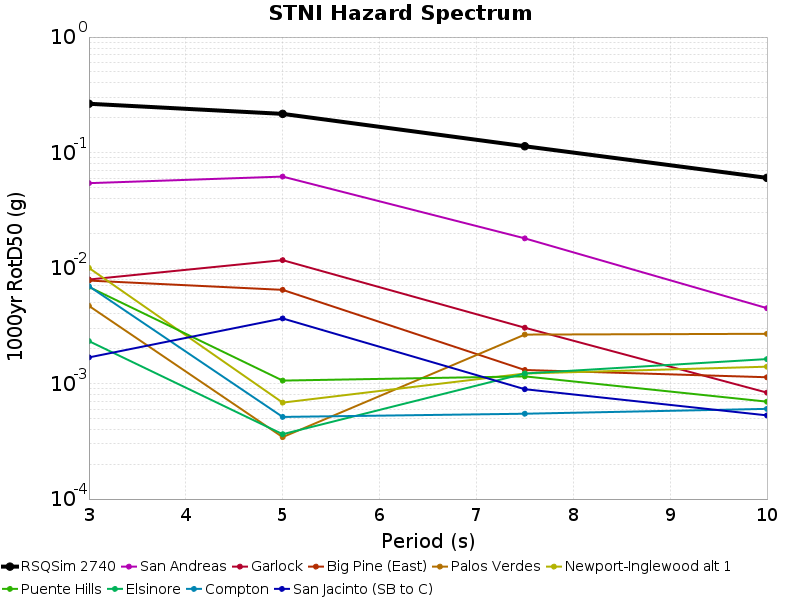 STNI Hazard Spectrum
10^0
10^-1
10^-2
10^-3
10^-4
1000yr RotD50 (g)
3 4 5 6 7 8 9 10
Period (s)
RSQSim 2740 San Andreas Garlock Big Pine (East) Palos Verdes Newport-Inglewood alt 1
Puente Hills Elsinore Compton San Jacinto (SB to C)